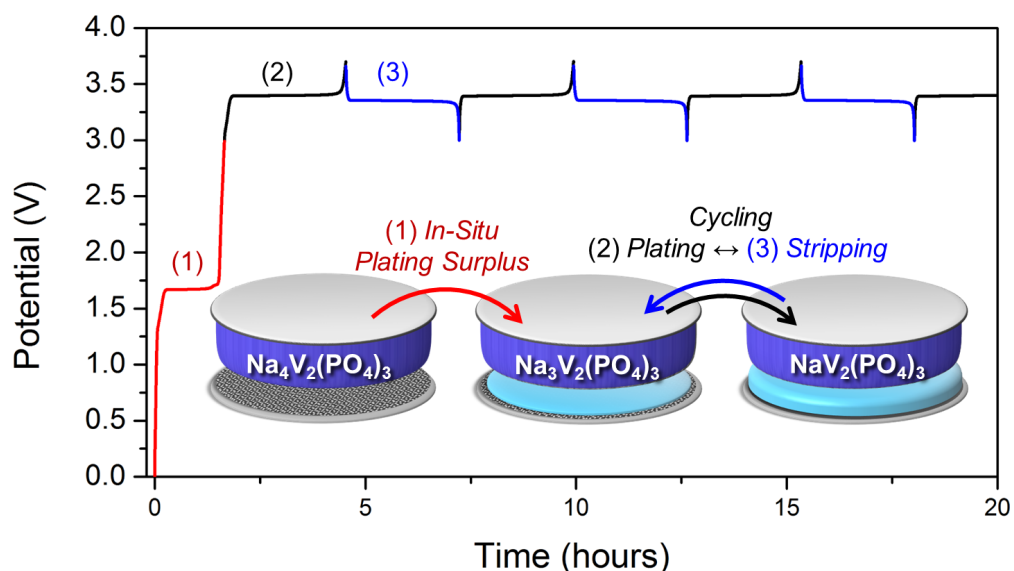 4.0
3.5
3.0
2.5
2.0
1.5
1.0
0.5
0.0
Potential (V)
(2)
(3)
(1)
(1) In-Situ
Plating Surplus
Cycling
(2) Plating ↔ (3) Stripping
Na₄V₂(PO₄)₃
Na₃V₂(PO₄)₃
NaV₂(PO₄)₃
0
5
10
15
20
Time (hours)